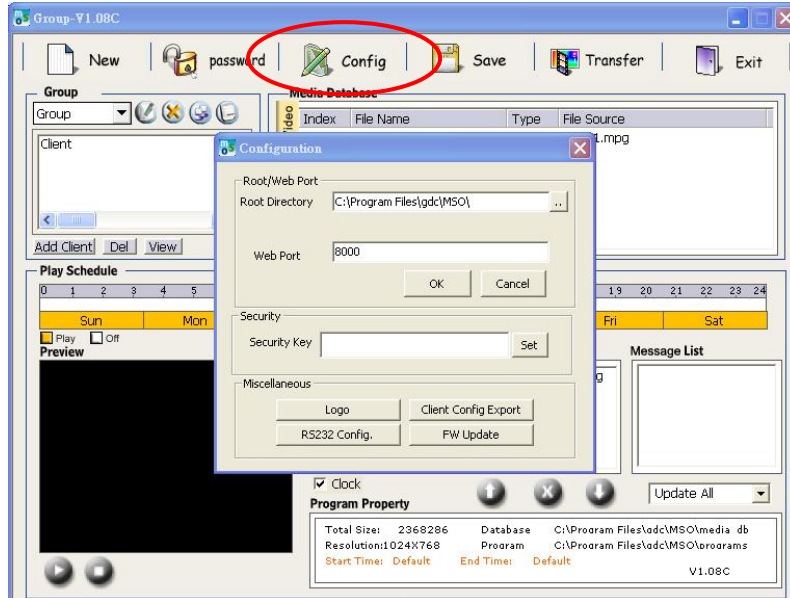 Group-V1.08C
New
password
Config
Save
Transfer
Exit
Group
Group
Client
Add Client
Del
View
Media Database
Video
Index File Name Type File Source
1.mpg
Configuration
Root/Web Port
Root Directory C:\Program Files\gdc\MSO\ ..
Web Port 8000
OK Cancel
Security
Security Key Set
Miscellaneous
Logo Client Config Export
RS232 Config. FW Update
Play Schedule
0 1 2 3 4 5 19 20 21 22 23 24
Sun Mon Fri Sat
Play Off
Preview
Message List
Clock
Update All
Program Property
Total Size: 2368286 Database C:\Program Files\gdc\MSO\media db
Resolution:1024X768 Program C:\Program Files\gdc\MSO\programs
Start Time: Default End Time: Default
V1.08C